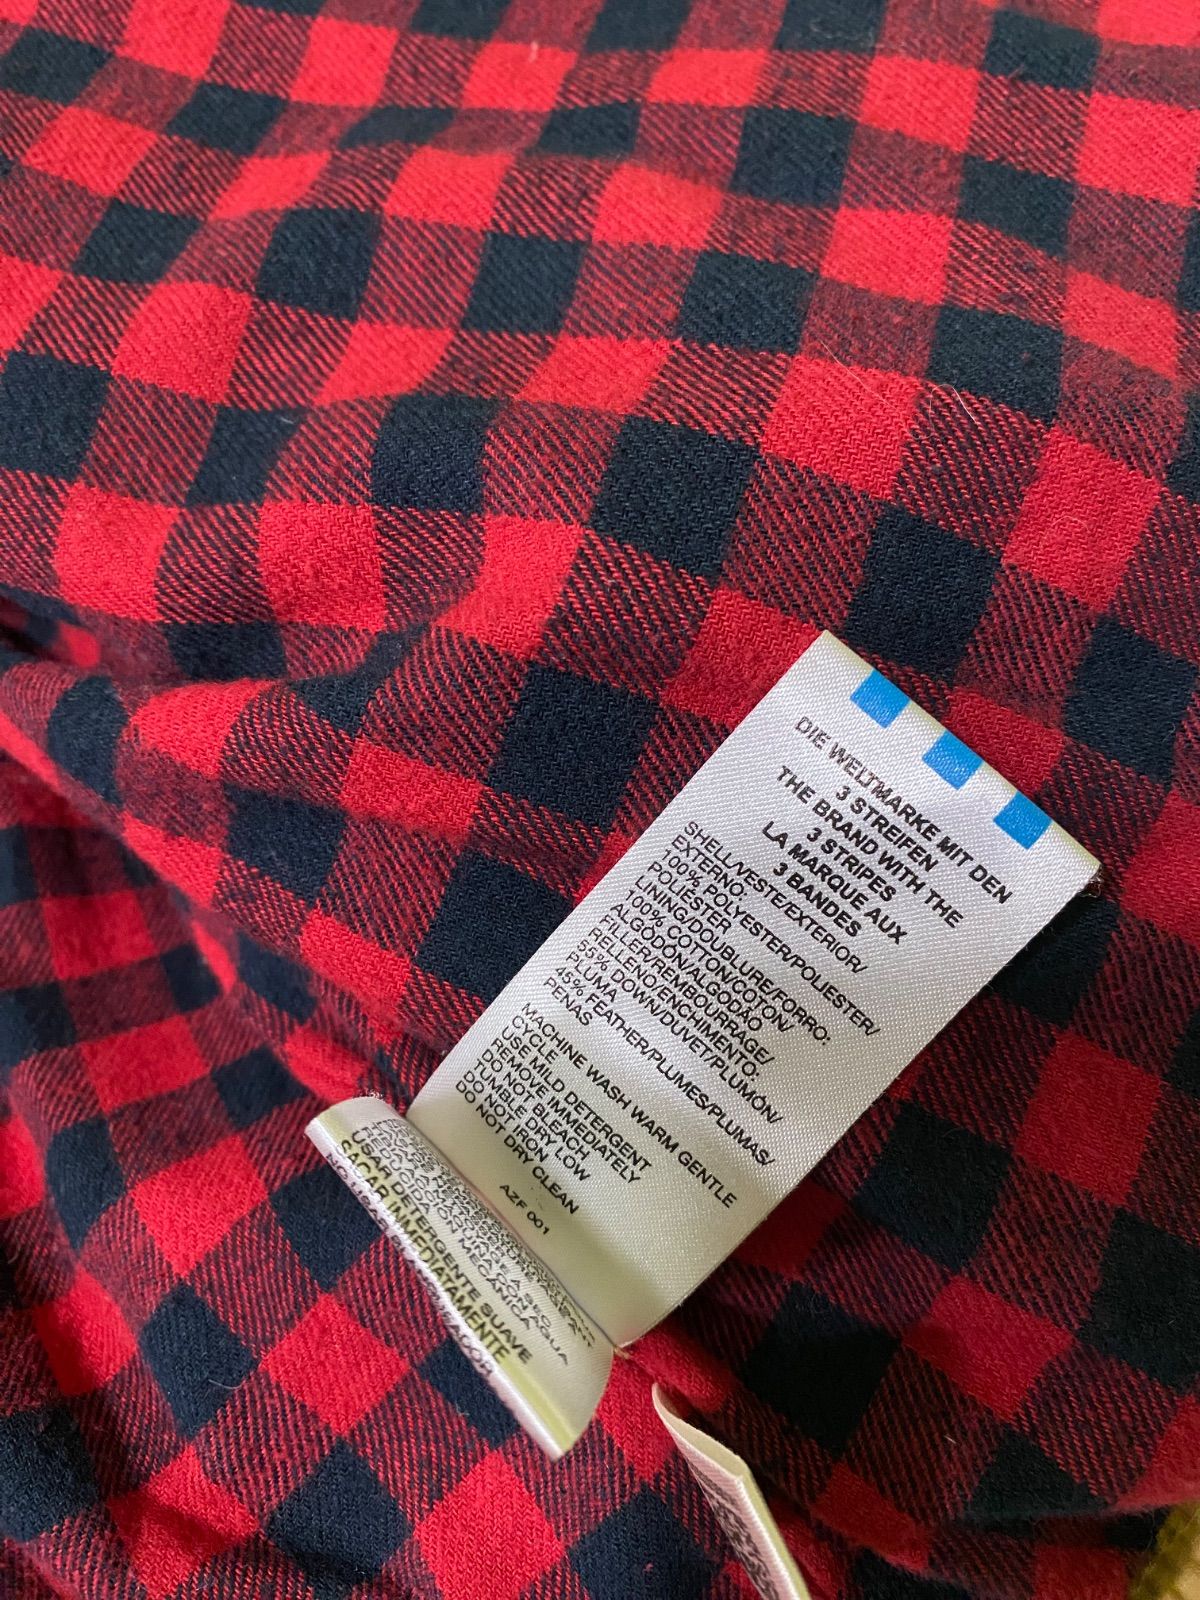 DIE WELTMARKE MIT DEN
3 STREIFEN
THE BRAND WITH THE
3 STRIPES
LA MARQUE AUX
3 BANDES
SHELL/VESTE/EXTERIOR/
EXTERNO:
100% POLYESTER/POLIESTER/
POLIÉSTER
LINING/DOUBLURE/FORRO:
100% COTTON/COTON/
ALGODÓN/ALGODÃO
FILLER/REMBOURRAGE/
RELLENO/ENCHIMENTO:
55% DOWN/DUVET/PLUMÓN/
PLUMA
45% FEATHER/PLUMES/PLUMAS/
PENAS
MACHINE WASH WARM GENTLE
CYCLE
USE MILD DETERGENT
REMOVE IMMEDIATELY
DO NOT BLEACH
TUMBLE DRY LOW
DO NOT IRON
DO NOT DRY CLEAN
AZF 001
MECÁNICA AGUA
USAR DETERGENTE SUAVE
SACAR INMEDIATAMENTE